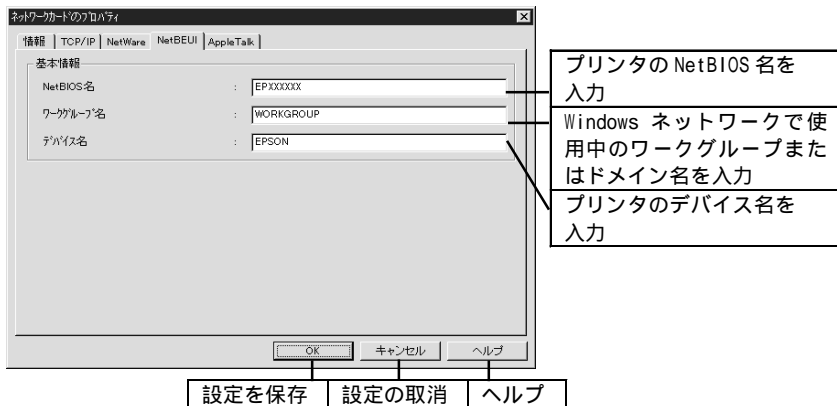 ネットワークカードのプロパティ
情報 TCP/IP NetWare NetBEUI AppleTalk
基本情報
NetBIOS名 : EPXXXXXX
ワークグループ名 : WORKGROUP
デバイス名 : EPSON
プリンタの NetBIOS 名を
入力
Windows ネットワークで使
用中のワークグループまた
はドメイン名を入力
プリンタのデバイス名を
入力
OK キャンセル ヘルプ
設定を保存 設定の取消 ヘルプ